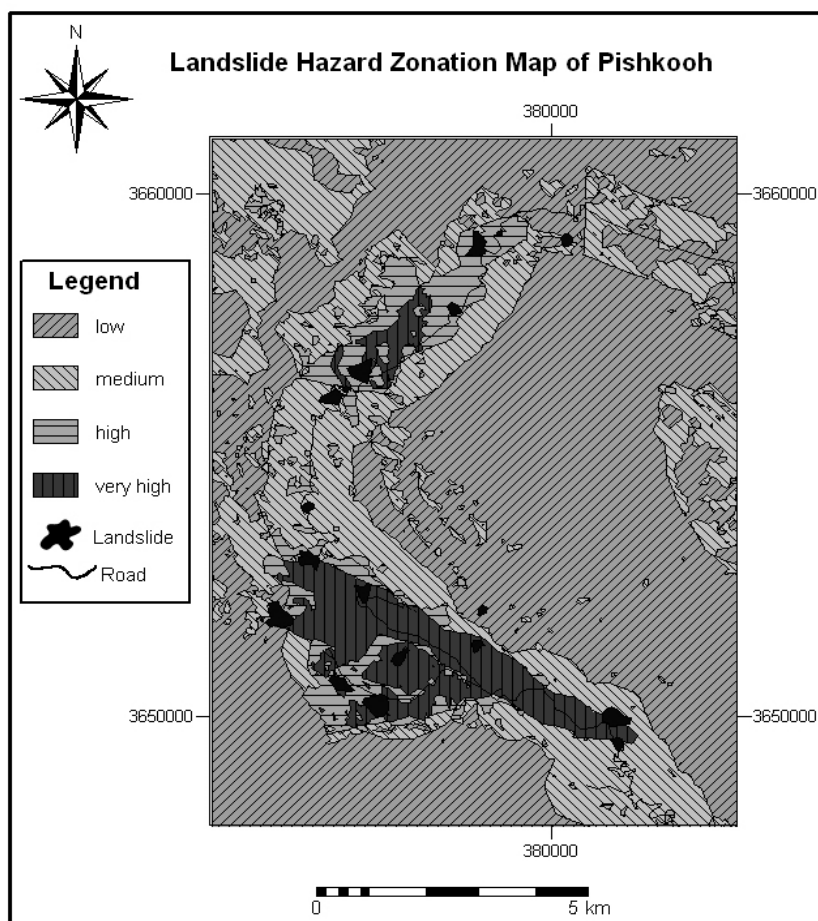 N
Landslide Hazard Zonation Map of Pishkooh
380000
3660000
3660000
Legend
low
medium
high
very high
Landslide
Road
3650000
3650000
380000
0
5 km